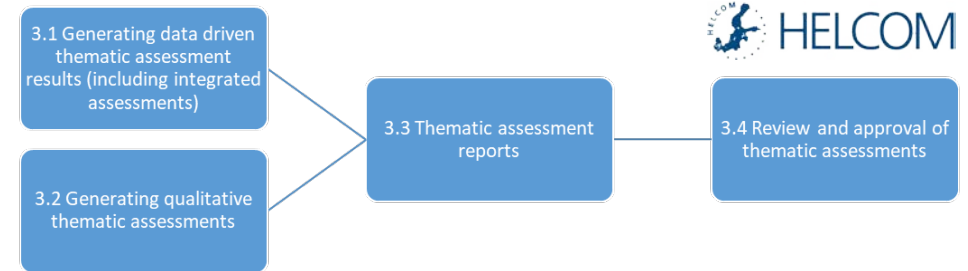 3.1 Generating data driven
thematic assessment
results (including integrated
assessments)
3.2 Generating qualitative
thematic assessments
3.3 Thematic assessment
reports
HELCOM
HELCOM
3.4 Review and approval of
thematic assessments